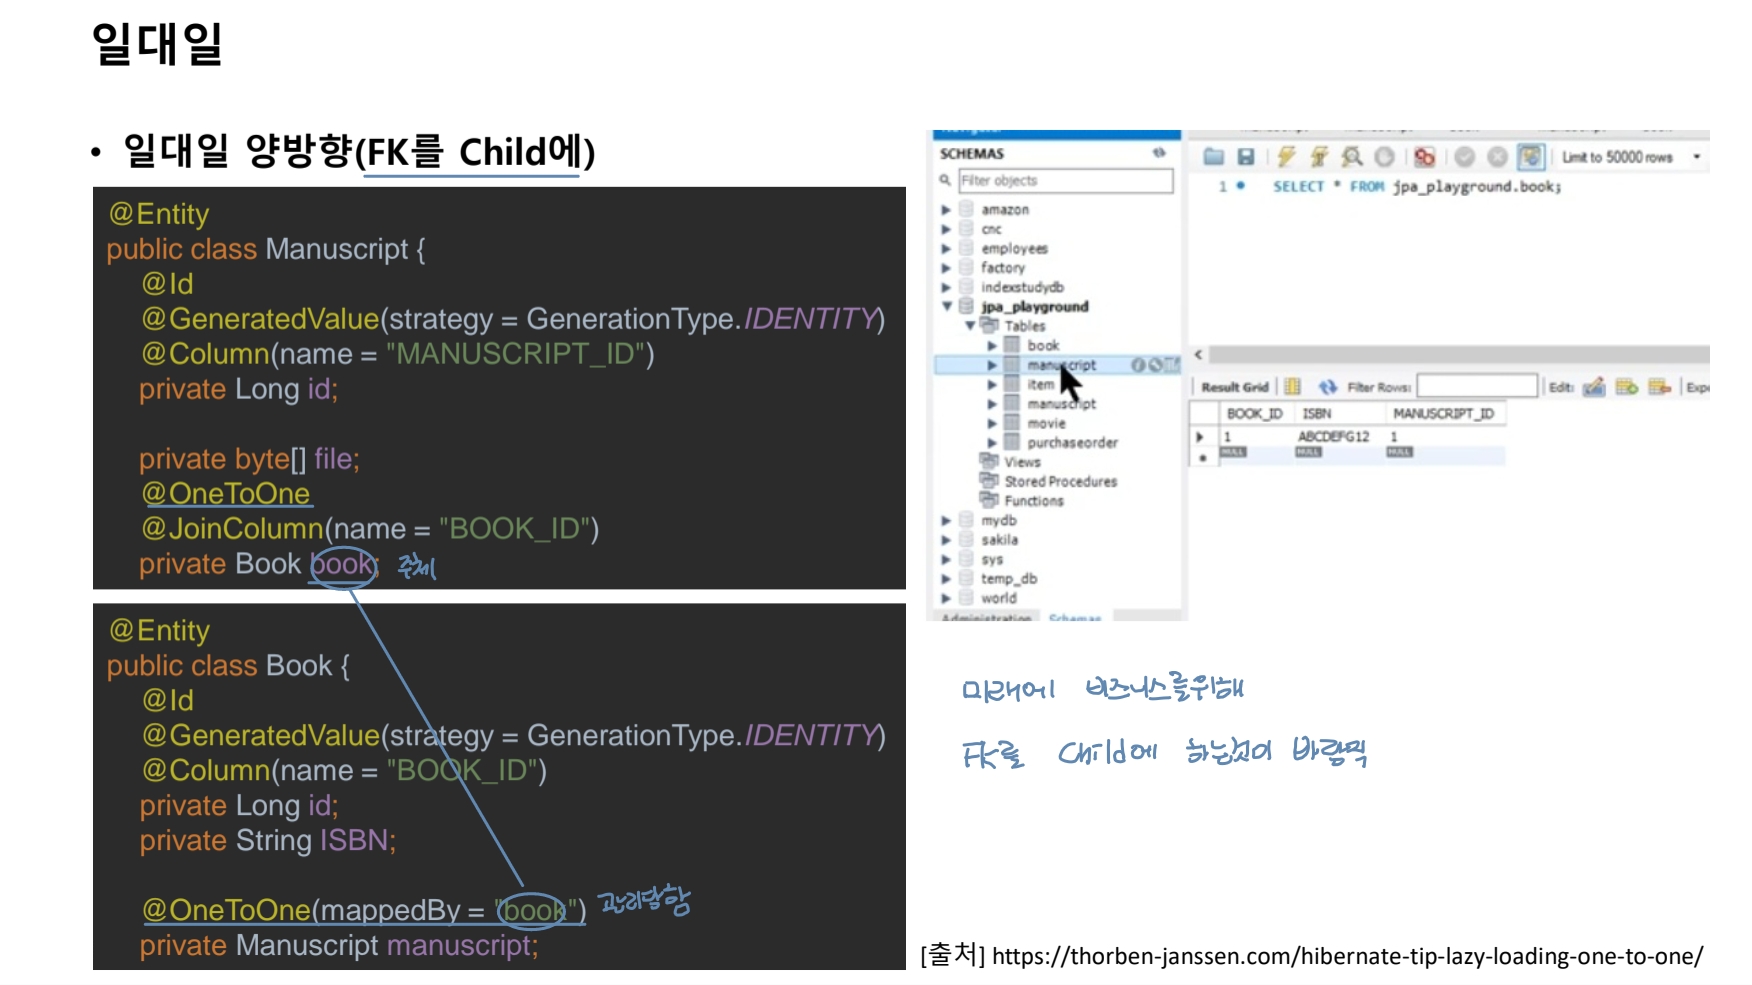 일대일
• 일대일 양방향(FK를 Child에)
@Entity
public class Manuscript {
@Id
@GeneratedValue(strategy = GenerationType.IDENTITY)
@Column(name = "MANUSCRIPT_ID")
private Long id;
private byte[] file;
@OneToOne
@JoinColumn(name = "BOOK_ID")
private Book book; 주체
@Entity
public class Book {
@Id
@GeneratedValue(strategy = GenerationType.IDENTITY)
@Column(name = "BOOK_ID")
private Long id;
private String ISBN;
@OneToOne(mappedBy = "book") 관리당함
private Manuscript manuscript;
SCHEMAS
Filter objects
amazon
cnc
employees
factory
indexstudydb
jpa_playground
Tables
book
manuscript
item
manuscript
movie
purchaseorder
Views
Stored Procedures
Functions
mydb
sakila
sys
temp_db
world
Administration Schemas
Limit to 50000 rows
1 SELECT * FROM jpa_playground.book;
Result Grid Filter Rows: Edit:
BOOK_ID ISBN MANUSCRIPT_ID
1 ABCDEFG12 1
NULL NULL NULL
미래에 비즈니스를위해
FK를 Child에 하는것이 바람직
[출처] https://thorben-janssen.com/hibernate-tip-lazy-loading-one-to-one/